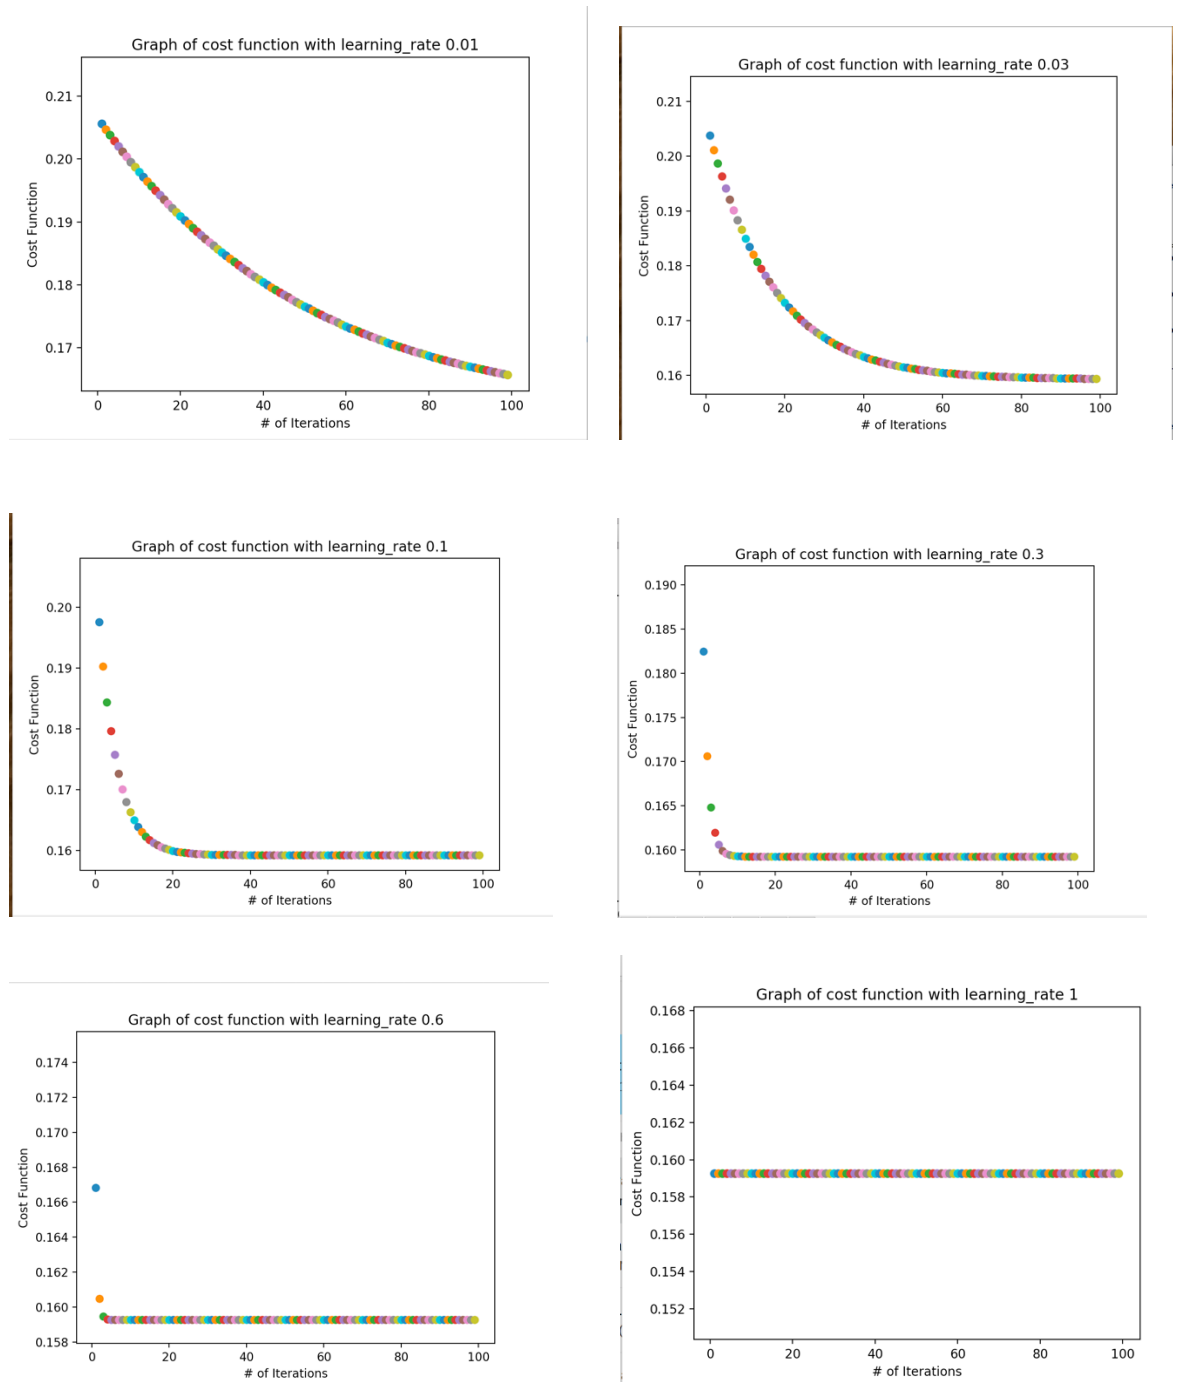 Graph of cost function with learning_rate 0.01
0.21
0.20
0.19
0.18
0.17
Cost Function
0 20 40 60 80 100
# of Iterations
Graph of cost function with learning_rate 0.03
0.21
0.20
0.19
0.18
0.17
0.16
Cost Function
0 20 40 60 80 100
# of Iterations
Graph of cost function with learning_rate 0.1
0.20
0.19
0.18
0.17
0.16
Cost Function
0 20 40 60 80 100
# of Iterations
Graph of cost function with learning_rate 0.3
0.190
0.185
0.180
0.175
0.170
0.165
0.160
Cost Function
0 20 40 60 80 100
# of Iterations
Graph of cost function with learning_rate 0.6
0.174
0.172
0.170
0.168
0.166
0.164
0.162
0.160
0.158
Cost Function
0 20 40 60 80 100
# of Iterations
Graph of cost function with learning_rate 1
0.168
0.166
0.164
0.162
0.160
0.158
0.156
0.154
0.152
Cost Function
0 20 40 60 80 100
# of Iterations